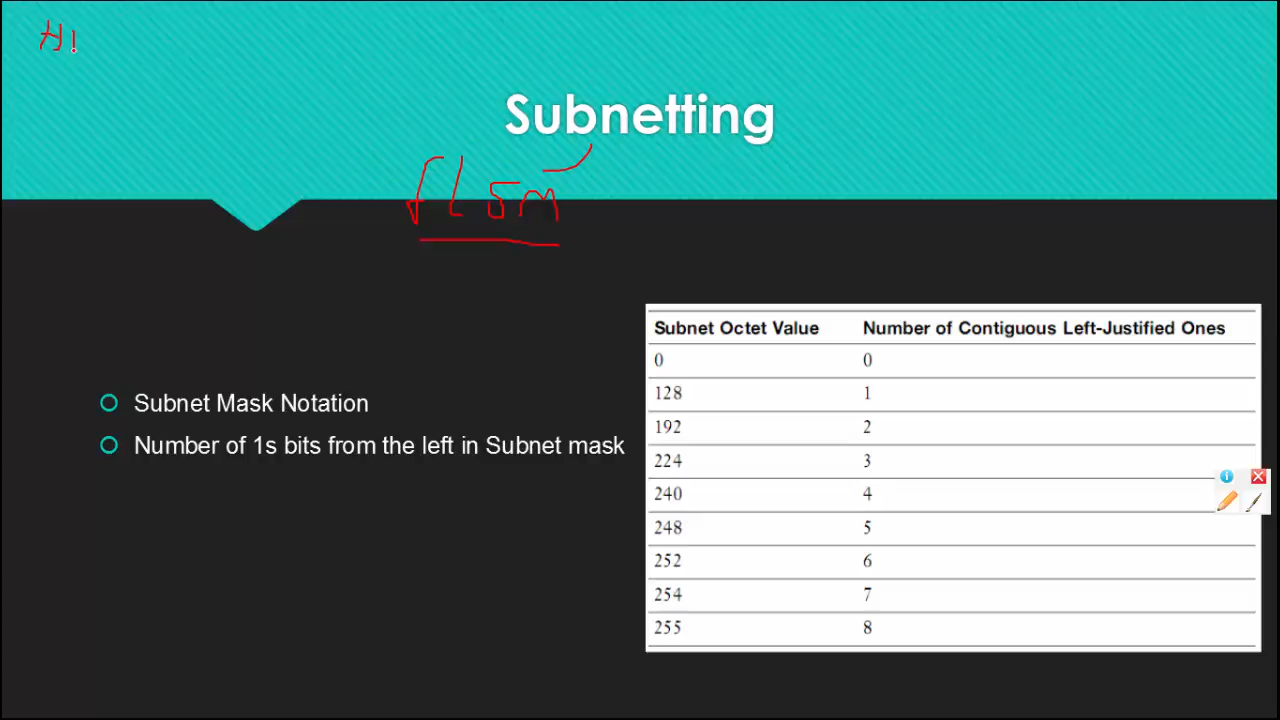 Hi
Subnetting
FLSM
Subnet Mask Notation
Number of 1s bits from the left in Subnet mask
Subnet Octet Value Number of Contiguous Left-Justified Ones
0 0
128 1
192 2
224 3
240 4
248 5
252 6
254 7
255 8